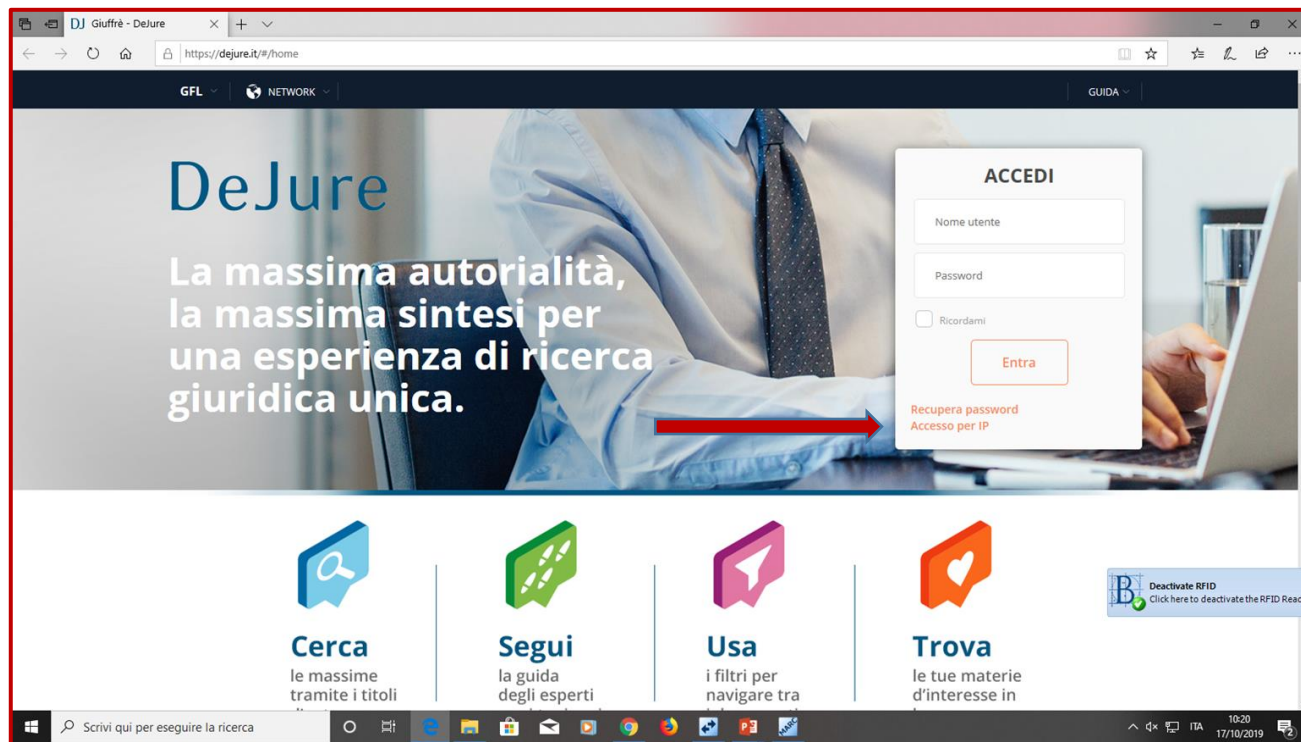 DJ Giuffrè - DeJure
https://dejure.it/#/home
GFL
NETWORK
GUIDA
DeJure
La massima autorialità,
la massima sintesi per
una esperienza di ricerca
giuridica unica.
ACCEDI
Nome utente
Password
Ricordami
Entra
Recupera password
Accesso per IP
Cerca
le massime
tramite i titoli
Segui
la guida
degli esperti
Usa
i filtri per
navigare tra
Trova
le tue materie
d'interesse in
B
Deactivate RFID
Click here to deactivate the RFID Read
Scrivi qui per eseguire la ricerca
MARC
ITA
10:20
17/10/2019
2